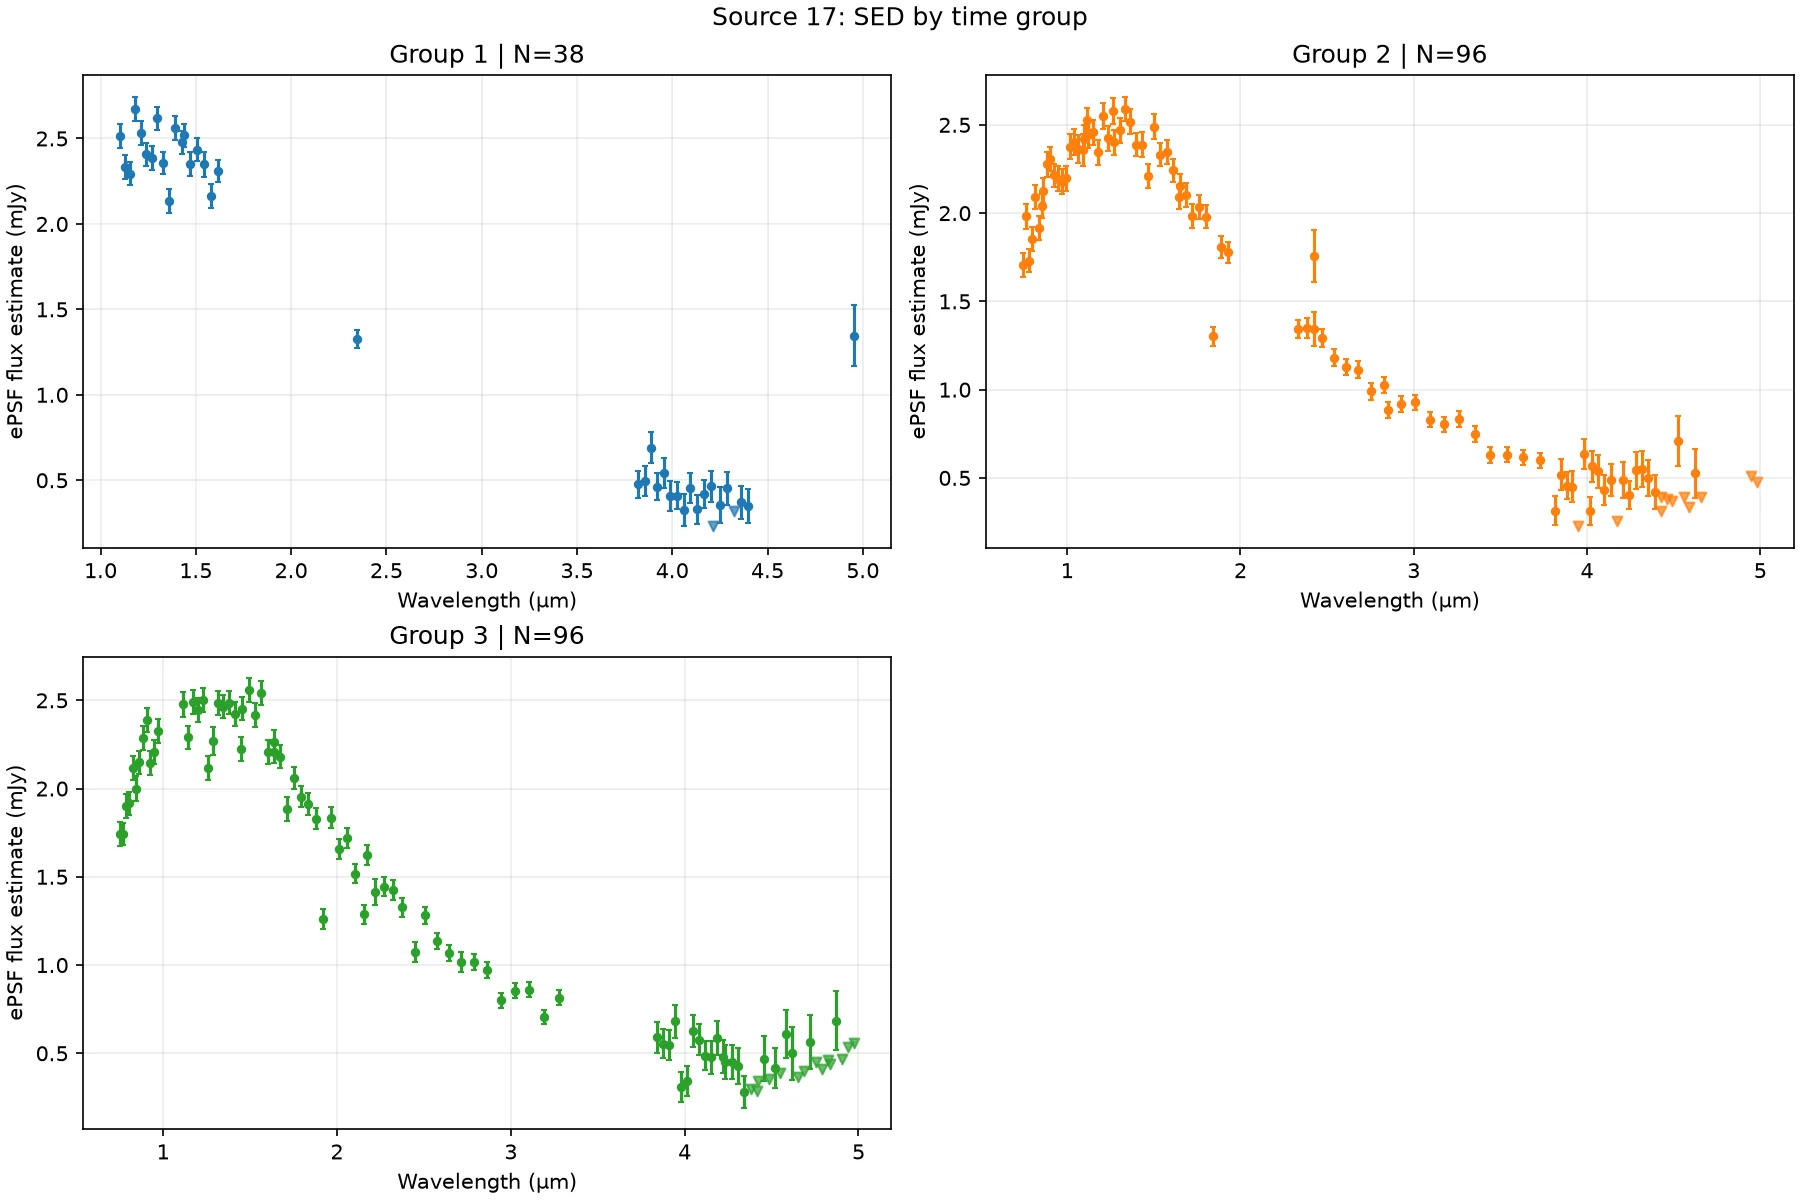 Source 17: SED by time group
Group 1 | N=38
ePSF flux estimate (mJy)
2.5
2.0
1.5
1.0
0.5
1.0 1.5 2.0 2.5 3.0 3.5 4.0 4.5 5.0
Wavelength (μm)
Group 2 | N=96
ePSF flux estimate (mJy)
2.5
2.0
1.5
1.0
0.5
1 2 3 4 5
Wavelength (μm)
Group 3 | N=96
ePSF flux estimate (mJy)
2.5
2.0
1.5
1.0
0.5
1 2 3 4 5
Wavelength (μm)